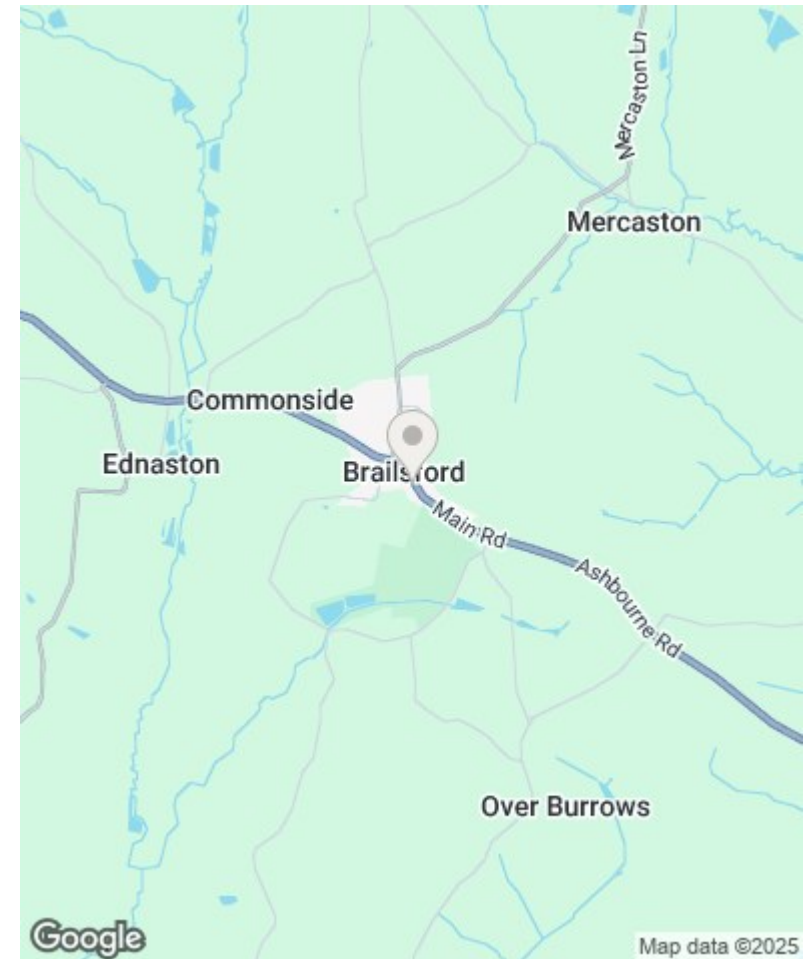 Mercaston Ln
Mercaston
Commonside
Ednaston
Brailsford
Main Rd
Ashbourne Rd
Over Burrows
Google
Map data ©2025